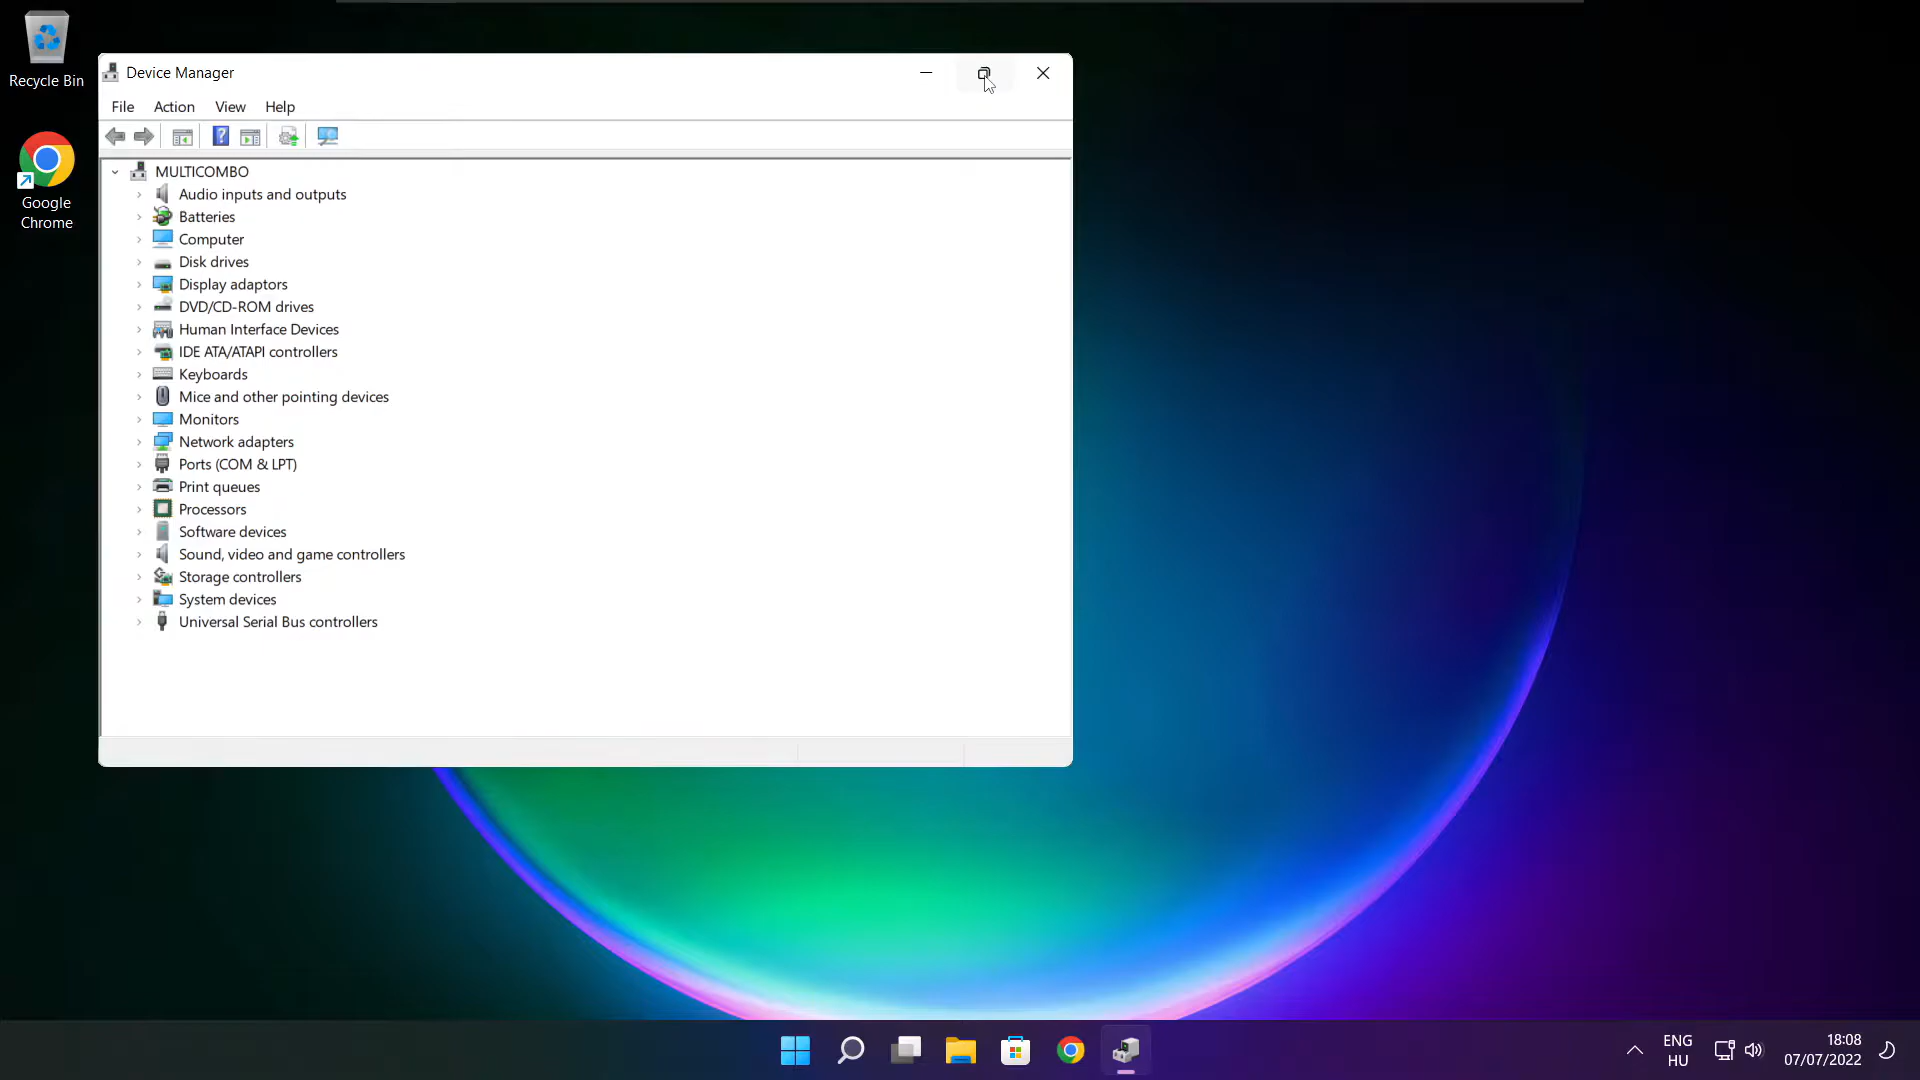 Recycle Bin
Google
Chrome
Device Manager
File Action View Help
MULTICOMBO
Audio inputs and outputs
Batteries
Computer
Disk drives
Display adaptors
DVD/CD-ROM drives
Human Interface Devices
IDE ATA/ATAPI controllers
Keyboards
Mice and other pointing devices
Monitors
Network adapters
Ports (COM & LPT)
Print queues
Processors
Software devices
Sound, video and game controllers
Storage controllers
System devices
Universal Serial Bus controllers
ENG
HU
18:08
07/07/2022